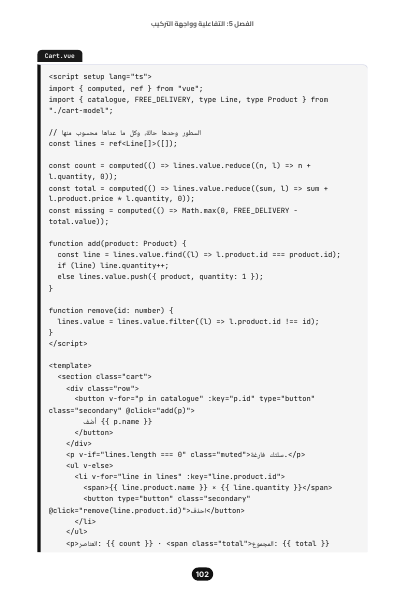 الفصل 5: التفاعلية وواجهة التركيب
Cart.vue
<script setup lang="ts">
import { computed, ref } from "vue";
import { catalogue, FREE_DELIVERY, type Line, type Product } from
"./cart-model";
// السطور وحدها حالة، وكل ما عداها محسوب منها
const lines = ref<Line[]>([]);
const count = computed(() => lines.value.reduce((n, l) => n +
l.quantity, 0));
const total = computed(() => lines.value.reduce((sum, l) => sum +
l.product.price * l.quantity, 0));
const missing = computed(() => Math.max(0, FREE_DELIVERY -
total.value));
function add(product: Product) {
  const line = lines.value.find((l) => l.product.id === product.id);
  if (line) line.quantity++;
  else lines.value.push({ product, quantity: 1 });
}
function remove(id: number) {
  lines.value = lines.value.filter((l) => l.product.id !== id);
}
</script>
<template>
  <section class="cart">
    <div class="row">
      <button v-for="p in catalogue" :key="p.id" type="button"
class="secondary" @click="add(p)">
        أضف {{ p.name }}
      </button>
    </div>
    <p v-if="lines.length === 0" class="muted">سلتك فارغة.</p>
    <ul v-else>
      <li v-for="line in lines" :key="line.product.id">
        <span>{{ line.product.name }} × {{ line.quantity }}</span>
        <button type="button" class="secondary"
@click="remove(line.product.id)">احذف</button>
      </li>
    </ul>
    <p>العناصر: {{ count }} · <span class="total">المجموع: {{ total }}
102